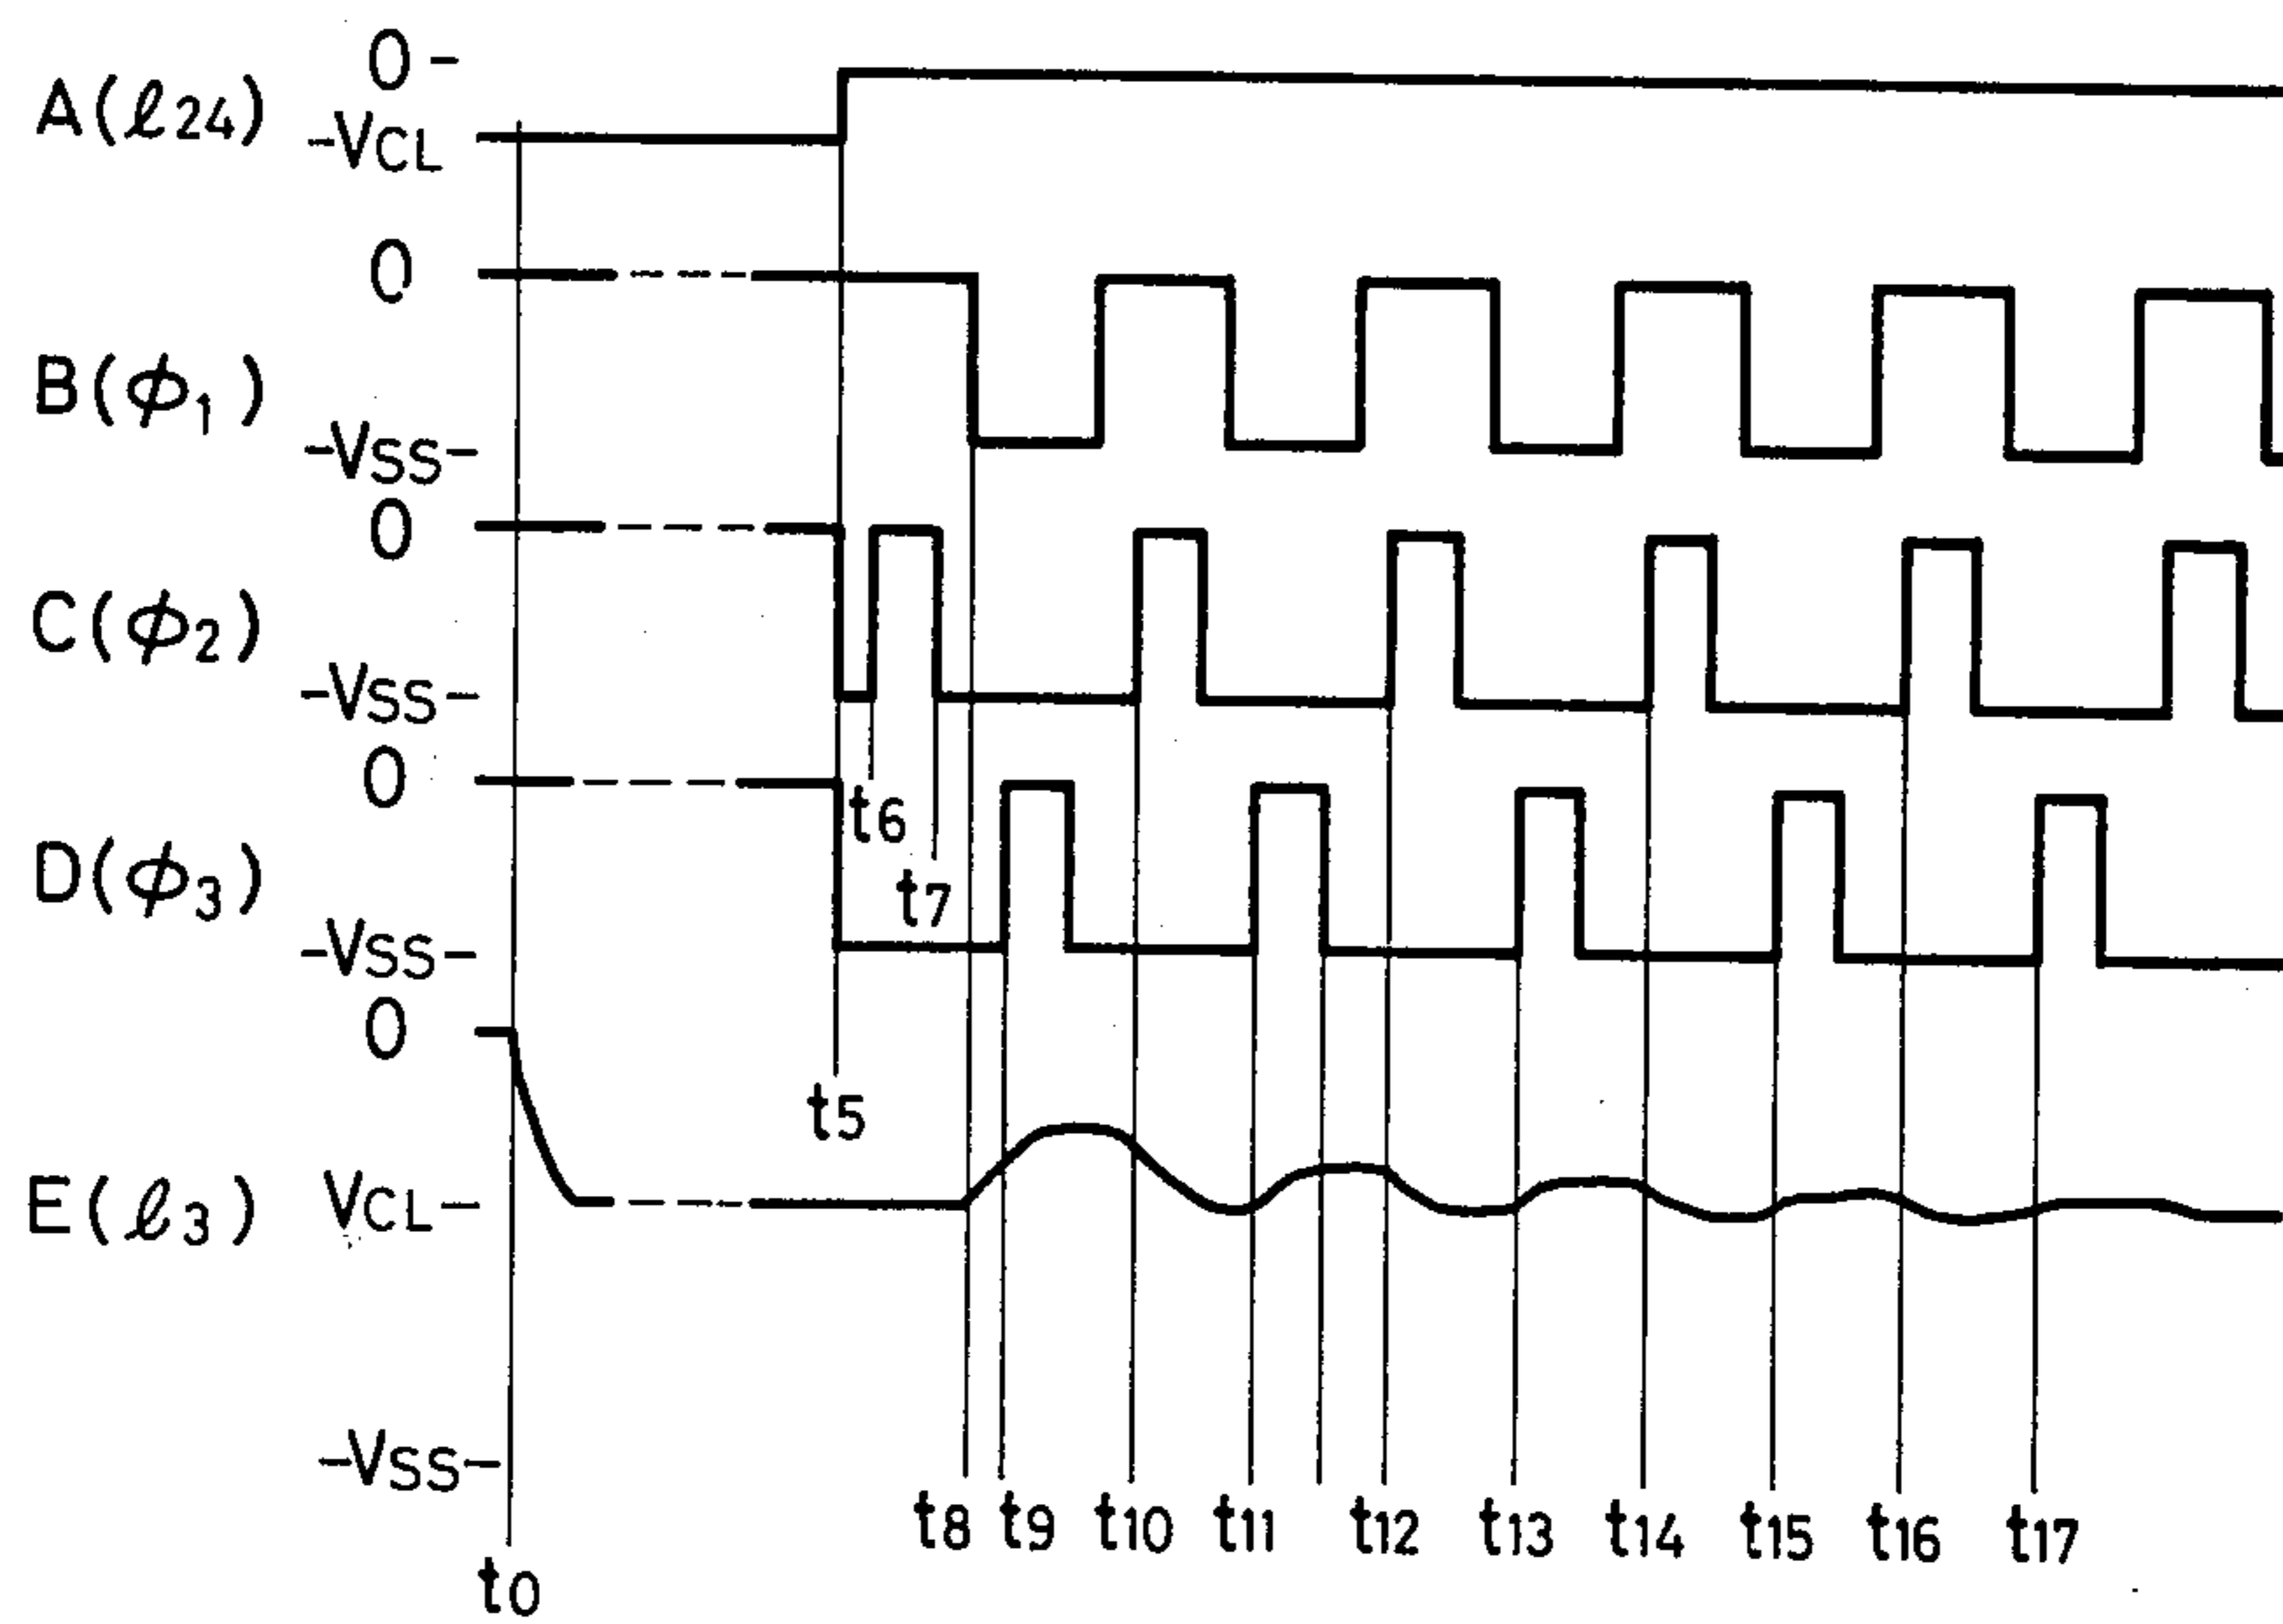 0 -
A(ℓ24)
-VCL
0
B(ϕ1)
-VSS-
0
C(ϕ2)
-VSS-
0
t6
D(ϕ3)
t7
-VSS-
0
t5
E(ℓ3) VCL-
-VSS-
t8 t9 t10 t11 t12 t13 t14 t15 t16 t17
t0